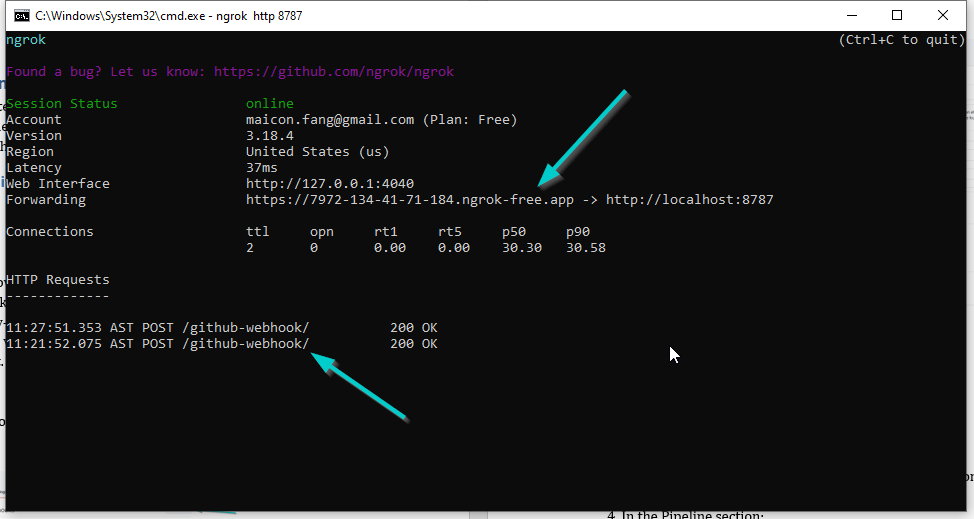 C:\Windows\System32\cmd.exe - ngrok http 8787
ngrok (Ctrl+C to quit)
Found a bug? Let us know: https://github.com/ngrok/ngrok
Session Status online
Account maicon.fang@gmail.com (Plan: Free)
Version 3.18.4
Region United States (us)
Latency 37ms
Web Interface http://127.0.0.1:4040
Forwarding https://7972-134-41-71-184.ngrok-free.app -> http://localhost:8787
Connections ttl opn rt1 rt5 p50 p90
2 0 0.00 0.00 30.30 30.58
HTTP Requests
-------------
11:27:51.353 AST POST /github-webhook/ 200 OK
11:21:52.075 AST POST /github-webhook/ 200 OK
4. In the Pipeline section: